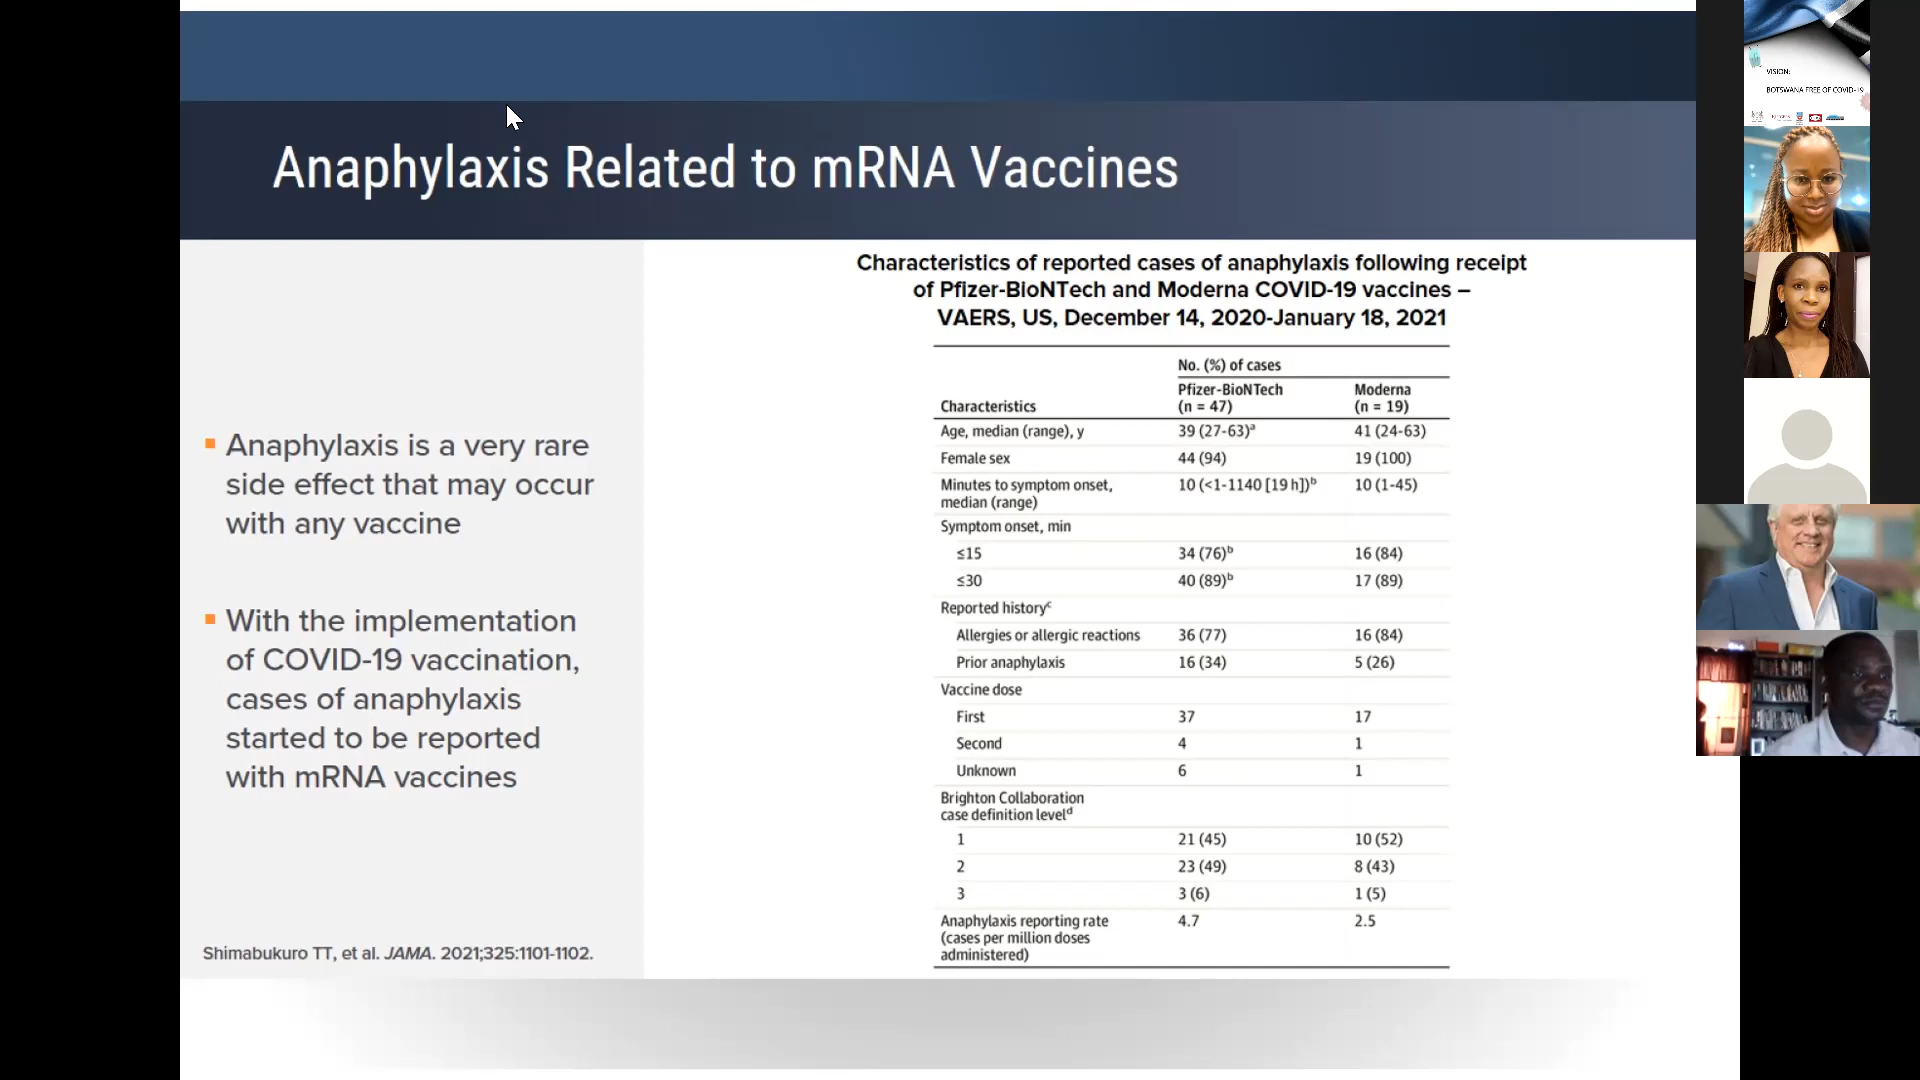 Anaphylaxis Related to mRNA Vaccines
▪ Anaphylaxis is a very rare
side effect that may occur
with any vaccine
▪ With the implementation
of COVID-19 vaccination,
cases of anaphylaxis
started to be reported
with mRNA vaccines
Shimabukuro TT, et al. JAMA. 2021;325:1101-1102.
Characteristics of reported cases of anaphylaxis following receipt
of Pfizer-BioNTech and Moderna COVID-19 vaccines –
VAERS, US, December 14, 2020-January 18, 2021
No. (%) of cases
Pfizer-BioNTech Moderna
Characteristics (n = 47) (n = 19)
Age, median (range), y 39 (27-63)ᵃ 41 (24-63)
Female sex 44 (94) 19 (100)
Minutes to symptom onset, 10 (<1-1140 [19 h])ᵇ 10 (1-45)
median (range)
Symptom onset, min
≤15 34 (76)ᵇ 16 (84)
≤30 40 (89)ᵇ 17 (89)
Reported historyᶜ
Allergies or allergic reactions 36 (77) 16 (84)
Prior anaphylaxis 16 (34) 5 (26)
Vaccine dose
First 37 17
Second 4 1
Unknown 6 1
Brighton Collaboration
case definition levelᵈ
1 21 (45) 10 (52)
2 23 (49) 8 (43)
3 3 (6) 1 (5)
Anaphylaxis reporting rate 4.7 2.5
(cases per million doses
administered)
VISION:
BOTSWANA FREE OF COVID-19